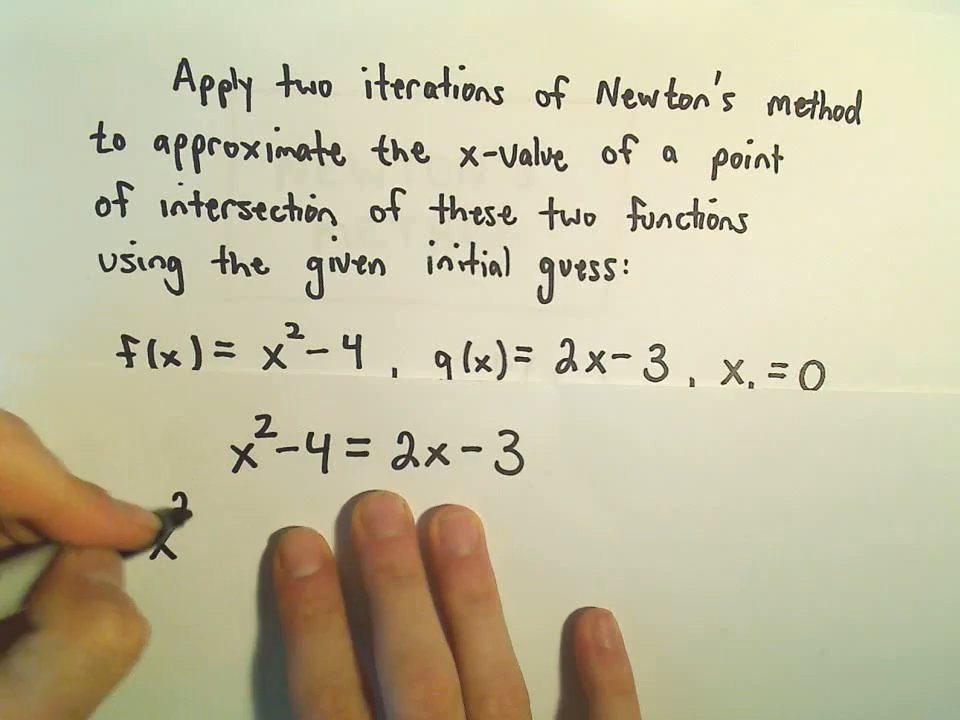 Apply two iterations of Newton's method
to approximate the x-value of a point
of intersection of these two functions
using the given initial guess:
f(x) = x² - 4 , g(x) = 2x - 3 , x₁ = 0
x² - 4 = 2x - 3
x²